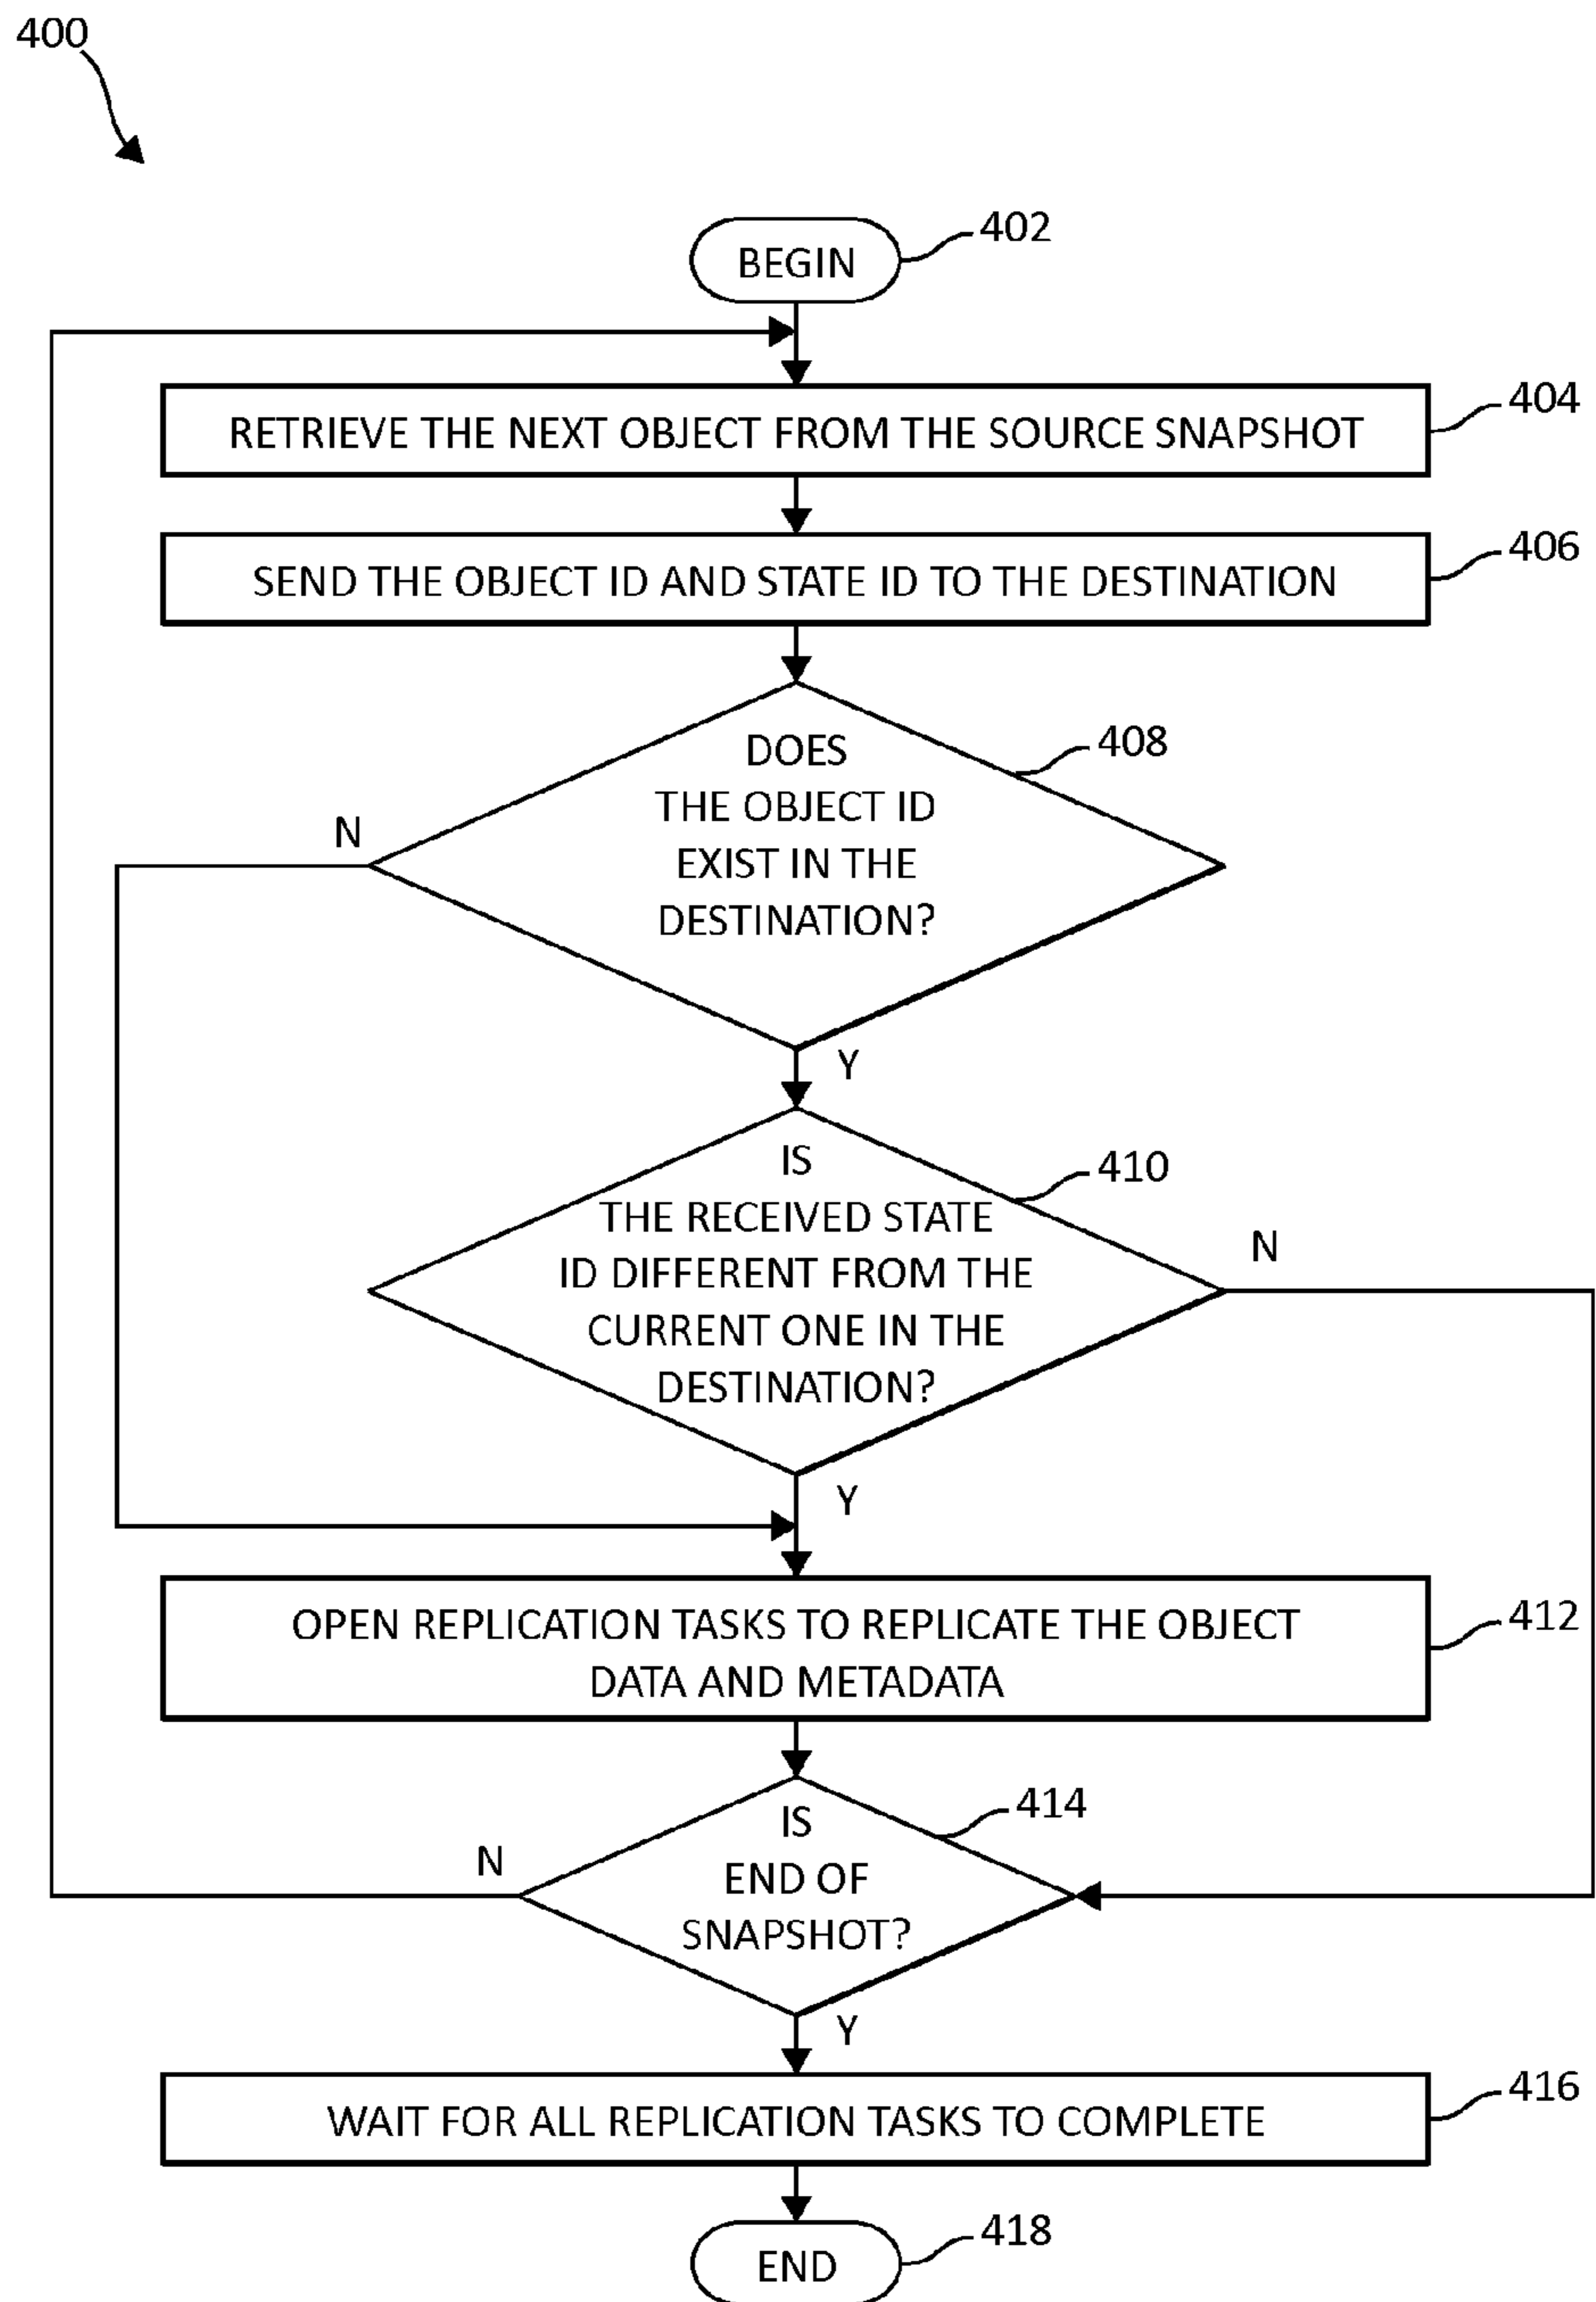 400
BEGIN
402
RETRIEVE THE NEXT OBJECT FROM THE SOURCE SNAPSHOT
404
SEND THE OBJECT ID AND STATE ID TO THE DESTINATION
406
DOES
THE OBJECT ID
EXIST IN THE
DESTINATION?
408
N
Y
IS
THE RECEIVED STATE
ID DIFFERENT FROM THE
CURRENT ONE IN THE
DESTINATION?
410
N
Y
OPEN REPLICATION TASKS TO REPLICATE THE OBJECT
DATA AND METADATA
412
IS
END OF
SNAPSHOT?
414
N
Y
WAIT FOR ALL REPLICATION TASKS TO COMPLETE
416
END
418